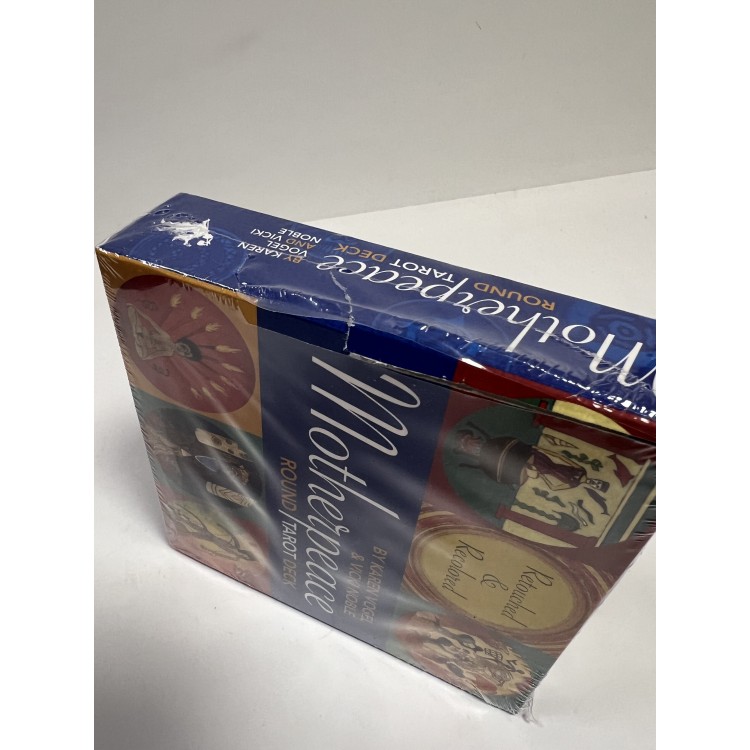 BY KAREN
VOGEL
AND VICKI
NOBLE
Motherpeace
ROUND TAROT DECK
M
Motherpeace
ROUND TAROT DECK
BY KAREN VOGEL
& VICKI NOBLE
Retouched
&
Recolored